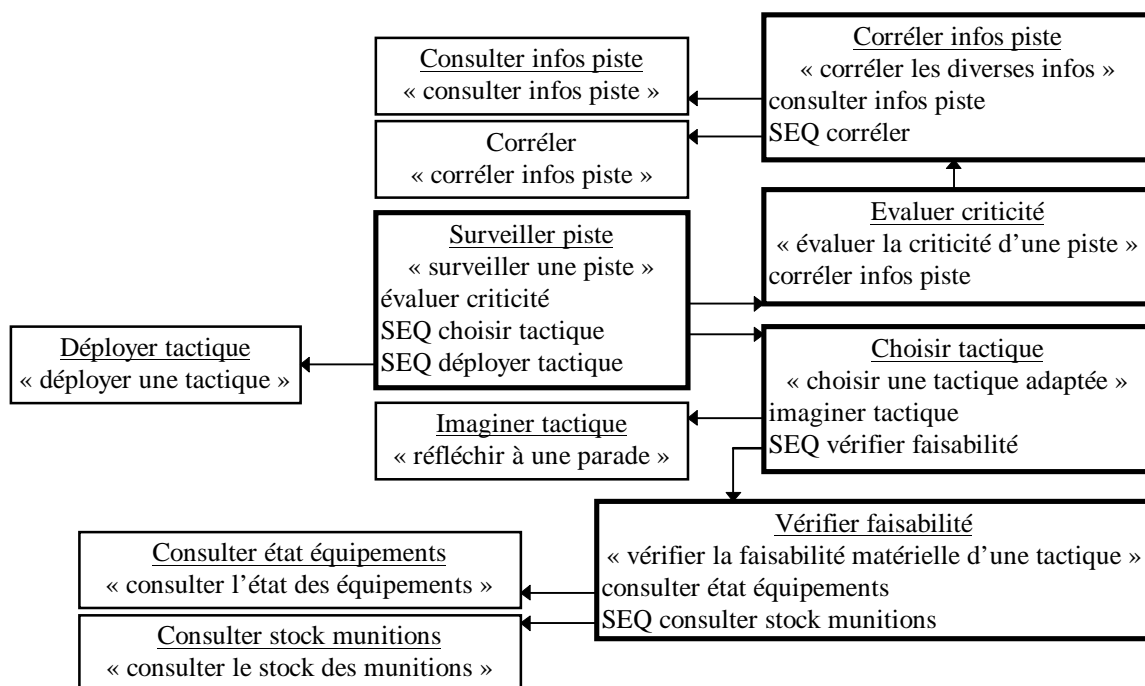 Consulter infos piste
« consulter infos piste »
Corréler infos piste
« corréler les diverses infos »
consulter infos piste
SEQ corréler
Corréler
« corréler infos piste »
Evaluer criticité
« évaluer la criticité d’une piste »
corréler infos piste
Surveiller piste
« surveiller une piste »
évaluer criticité
SEQ choisir tactique
SEQ déployer tactique
Déployer tactique
« déployer une tactique »
Choisir tactique
« choisir une tactique adaptée »
imaginer tactique
SEQ vérifier faisabilité
Imaginer tactique
« réfléchir à une parade »
Vérifier faisabilité
« vérifier la faisabilité matérielle d’une tactique »
consulter état équipements
SEQ consulter stock munitions
Consulter état équipements
« consulter l’état des équipements »
Consulter stock munitions
« consulter le stock des munitions »